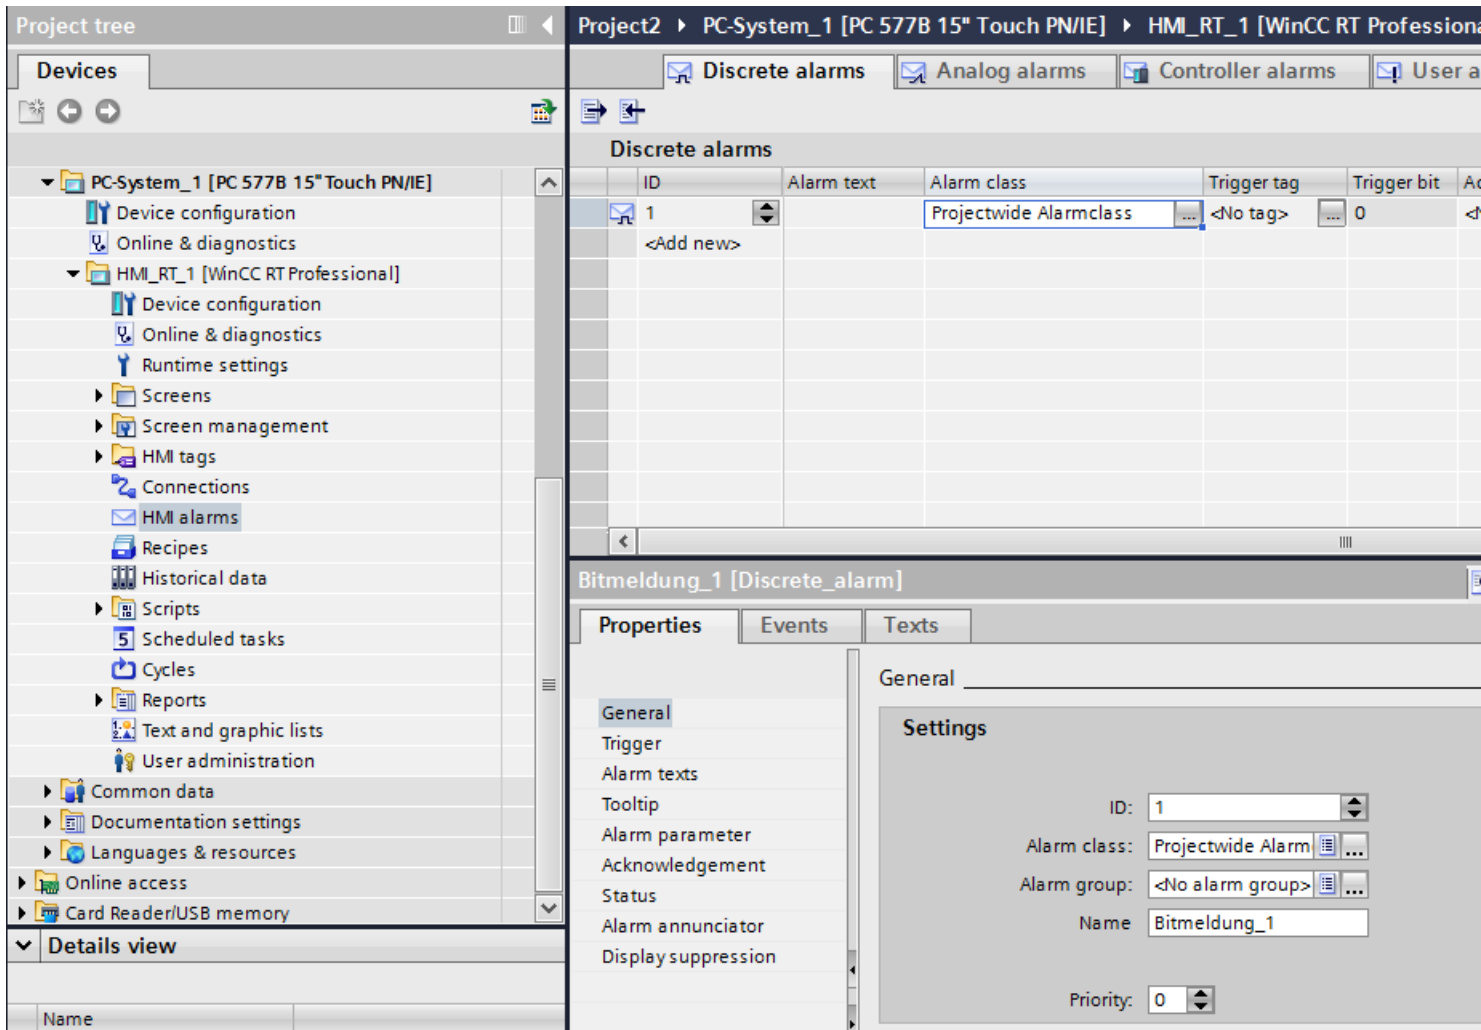 Project tree
Devices
PC-System_1 [PC 577B 15" Touch PN/IE]
Device configuration
Online & diagnostics
HMI_RT_1 [WinCC RT Professional]
Device configuration
Online & diagnostics
Runtime settings
Screens
Screen management
HMI tags
Connections
HMI alarms
Recipes
Historical data
Scripts
Scheduled tasks
Cycles
Reports
Text and graphic lists
User administration
Common data
Documentation settings
Languages & resources
Online access
Card Reader/USB memory
Details view
Name
Project2 PC-System_1 [PC 577B 15" Touch PN/IE] HMI_RT_1 [WinCC RT Professiona
Discrete alarms Analog alarms Controller alarms User a
Discrete alarms
ID Alarm text Alarm class Trigger tag Trigger bit Ac
1 Projectwide Alarmclass ... <No tag> ... 0 <N
<Add new>
Bitmeldung_1 [Discrete_alarm]
Properties Events Texts
General
Trigger
Alarm texts
Tooltip
Alarm parameter
Acknowledgement
Status
Alarm annunciator
Display suppression
General
Settings
ID: 1
Alarm class: Projectwide Alarm ...
Alarm group: <No alarm group> ...
Name Bitmeldung_1
Priority: 0